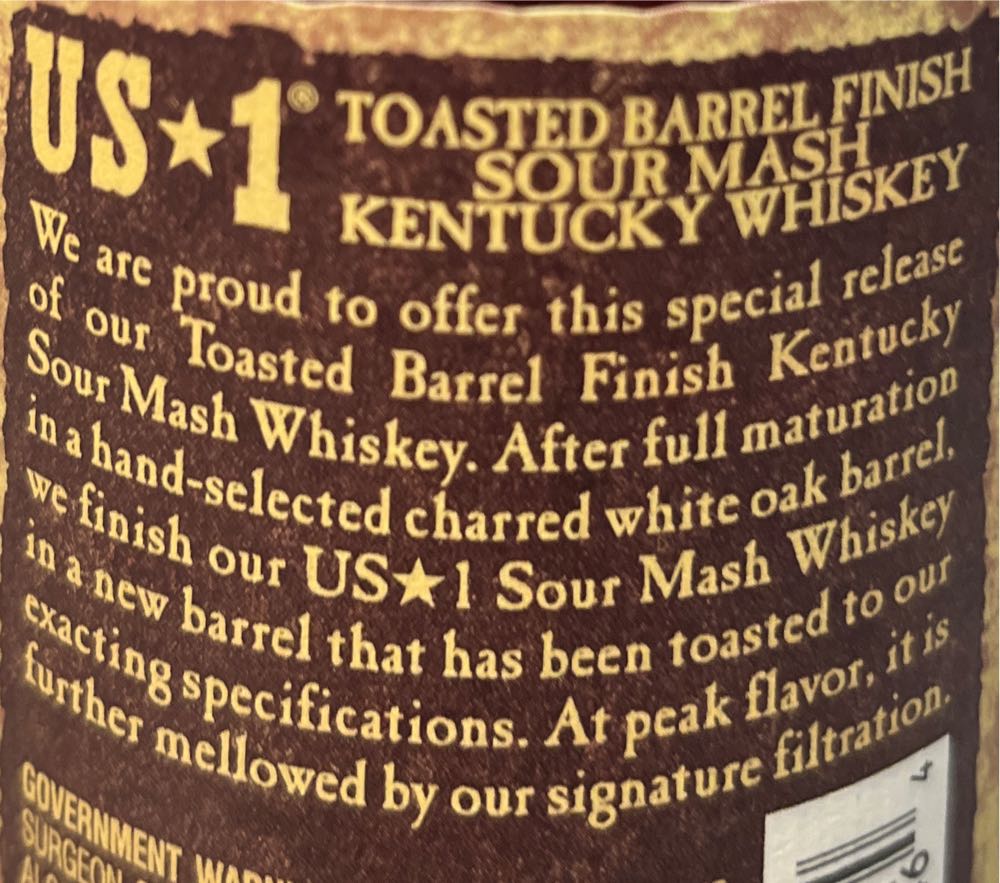 US★1® TOASTED BARREL FINISH
SOUR MASH
KENTUCKY WHISKEY
We are proud to offer this special release
of our Toasted Barrel Finish Kentucky
Sour Mash Whiskey. After full maturation
in a hand-selected charred white oak barrel,
we finish our US★1 Sour Mash Whiskey
in a new barrel that has been toasted to our
exacting specifications. At peak flavor, it is
further mellowed by our signature filtration.
GOVERNMENT
SURGEON
4
6